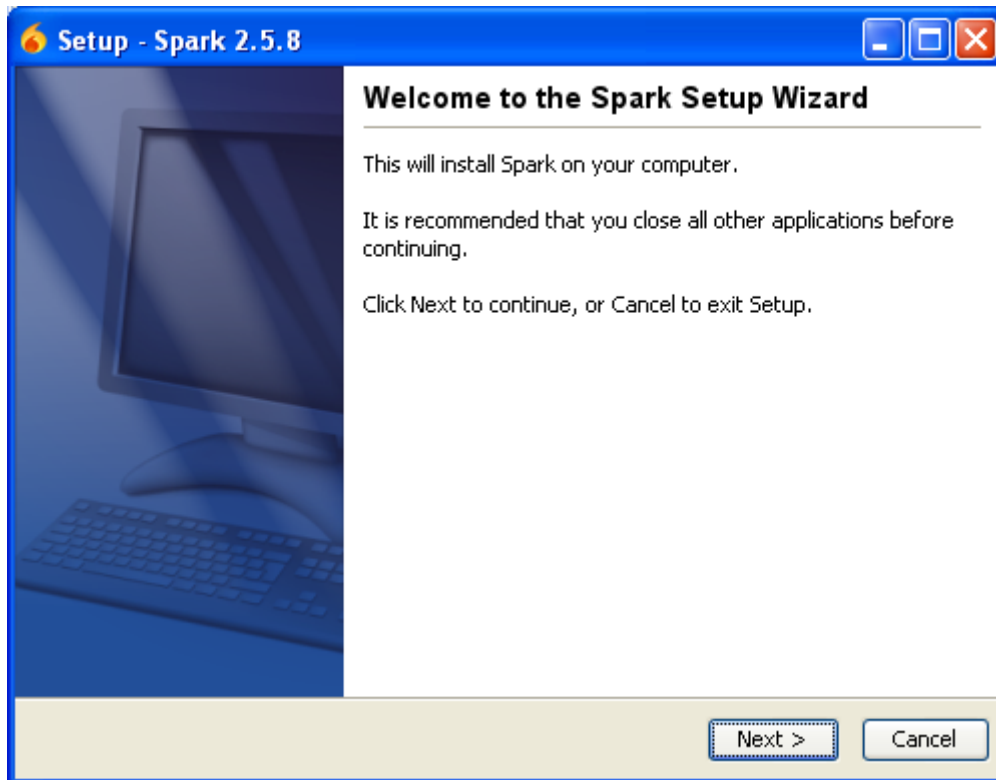 Setup - Spark 2.5.8
Welcome to the Spark Setup Wizard
This will install Spark on your computer.
It is recommended that you close all other applications before
continuing.
Click Next to continue, or Cancel to exit Setup.
Next >
Cancel